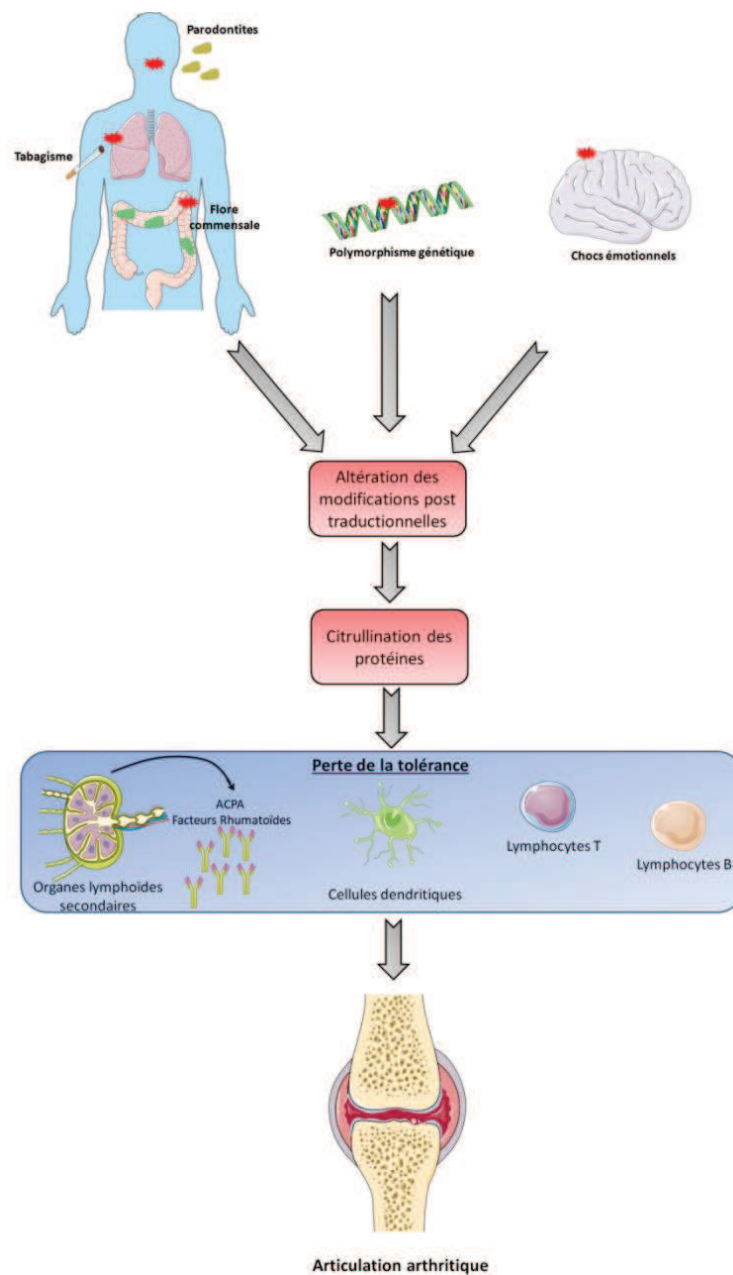 Parodontites
Tabagisme
Flore
commensale
Polymorphisme génétique
Chocs émotionnels
Altération des
modifications post
traductionnelles
Citrullination des
protéines
Perte de la tolérance
ACPA
Facteurs Rhumatoïdes
Organes lymphoïdes
secondaires
Cellules dendritiques
Lymphocytes T
Lymphocytes B
Articulation arthritique